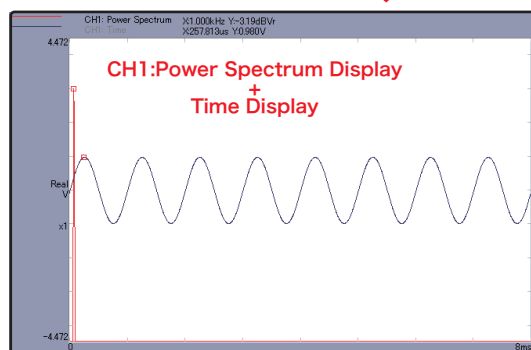 CH1: Power Spectrum X1.000kHz Y:-3.19dBVr
CH1: Time X257.813us Y0.980V
4.472
CH1:Power Spectrum Display
+
Time Display
Real
V
x1
-4.472
0 8ms